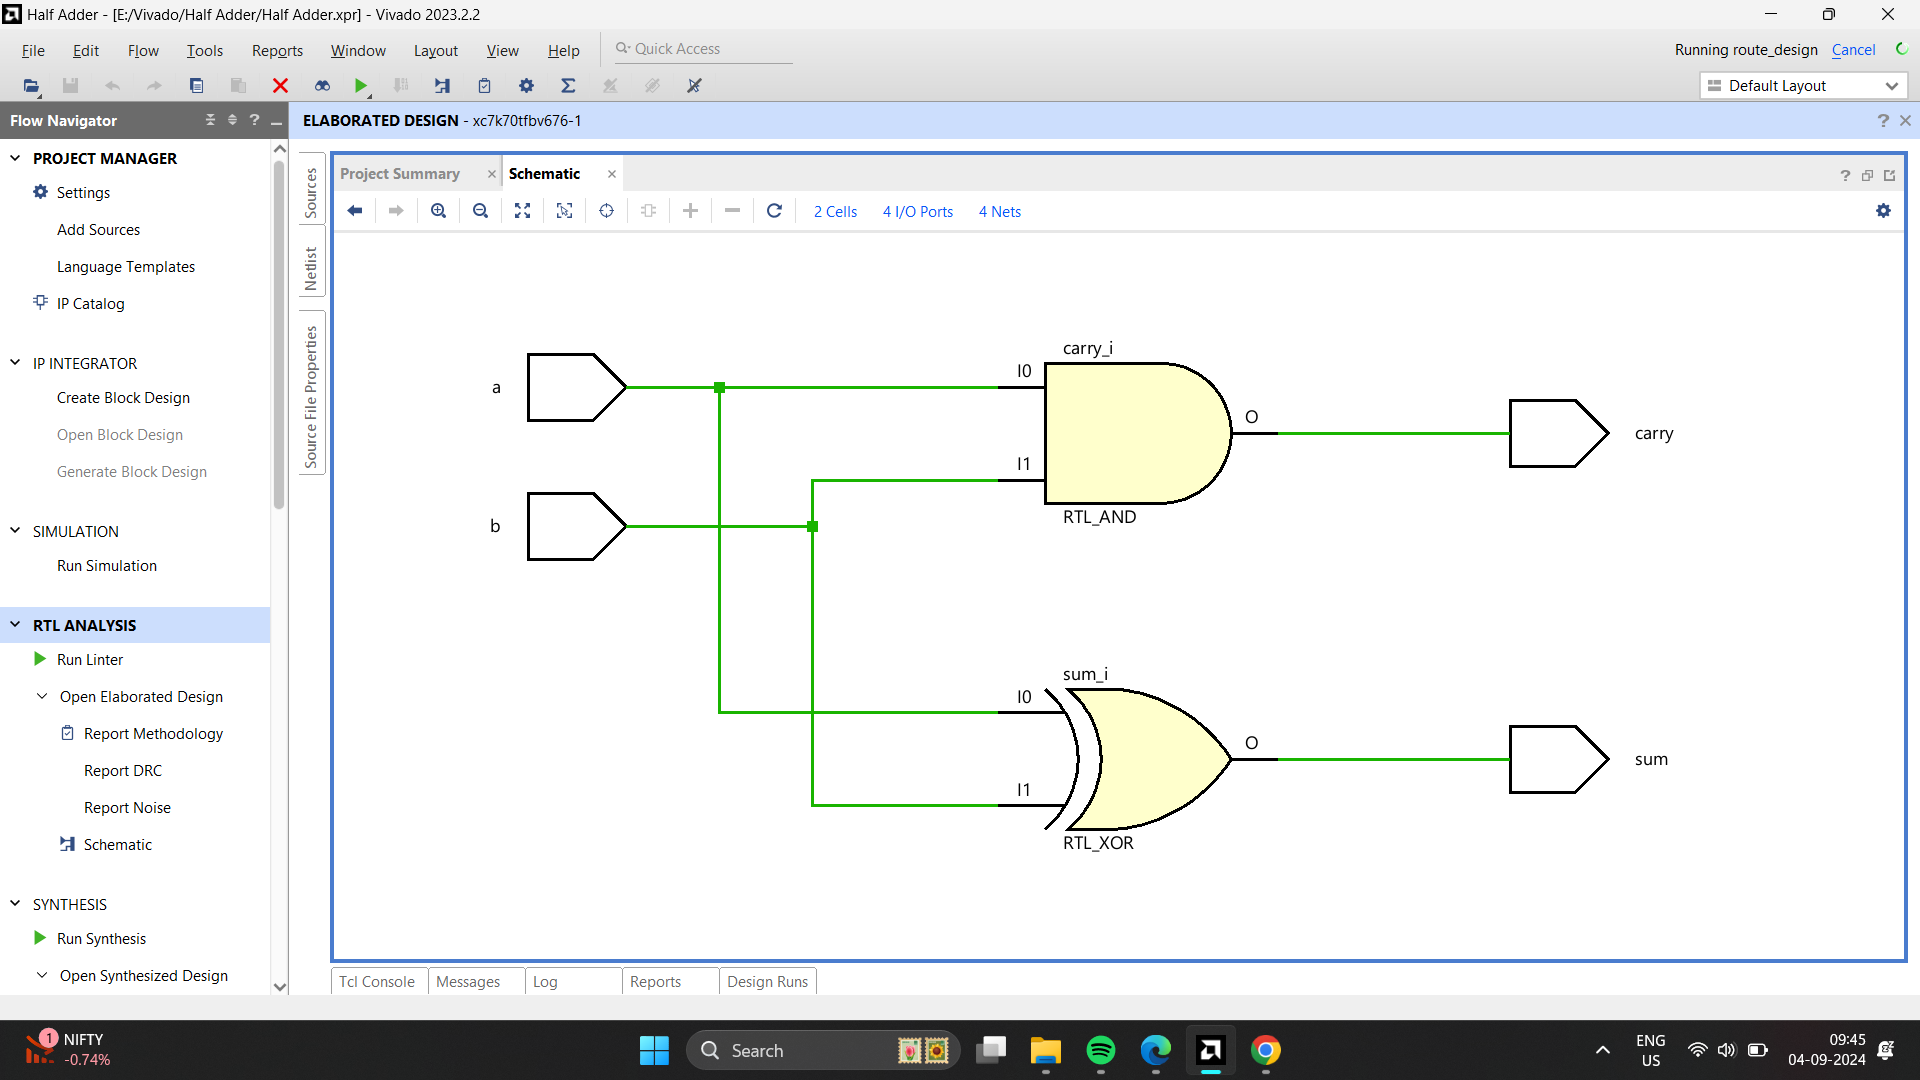 Half Adder - [E:/Vivado/Half Adder/Half Adder.xpr] - Vivado 2023.2.2
File Edit Flow Tools Reports Window Layout View Help Quick Access
Running route_design Cancel
Default Layout
Flow Navigator
ELABORATED DESIGN - xc7k70tfbv676-1
PROJECT MANAGER
Settings
Add Sources
Language Templates
IP Catalog
IP INTEGRATOR
Create Block Design
Open Block Design
Generate Block Design
SIMULATION
Run Simulation
RTL ANALYSIS
Run Linter
Open Elaborated Design
Report Methodology
Report DRC
Report Noise
Schematic
SYNTHESIS
Run Synthesis
Open Synthesized Design
Sources
Netlist
Source File Properties
Project Summary
Schematic
2 Cells 4 I/O Ports 4 Nets
carry_i
I0
a
O
carry
I1
RTL_AND
b
sum_i
I0
O
sum
I1
RTL_XOR
Tcl Console Messages Log Reports Design Runs
1
NIFTY
-0.74%
Search
ENG
US
09:45
04-09-2024